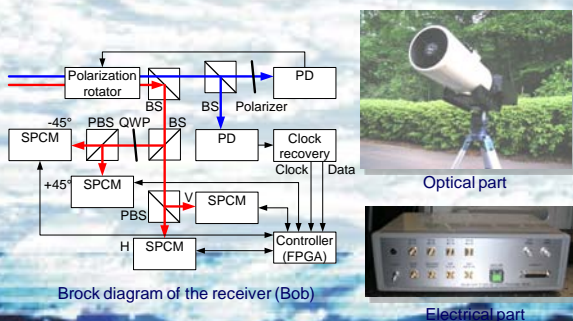 Polarization
rotator
BS
BS
Polarizer
PD
-45°
PBS
QWP
BS
SPCM
PD
Clock
recovery
Clock
Data
+45°
SPCM
PBS
V
SPCM
H
SPCM
Controller
(FPGA)
Brock diagram of the receiver (Bob)
Optical part
Electrical part